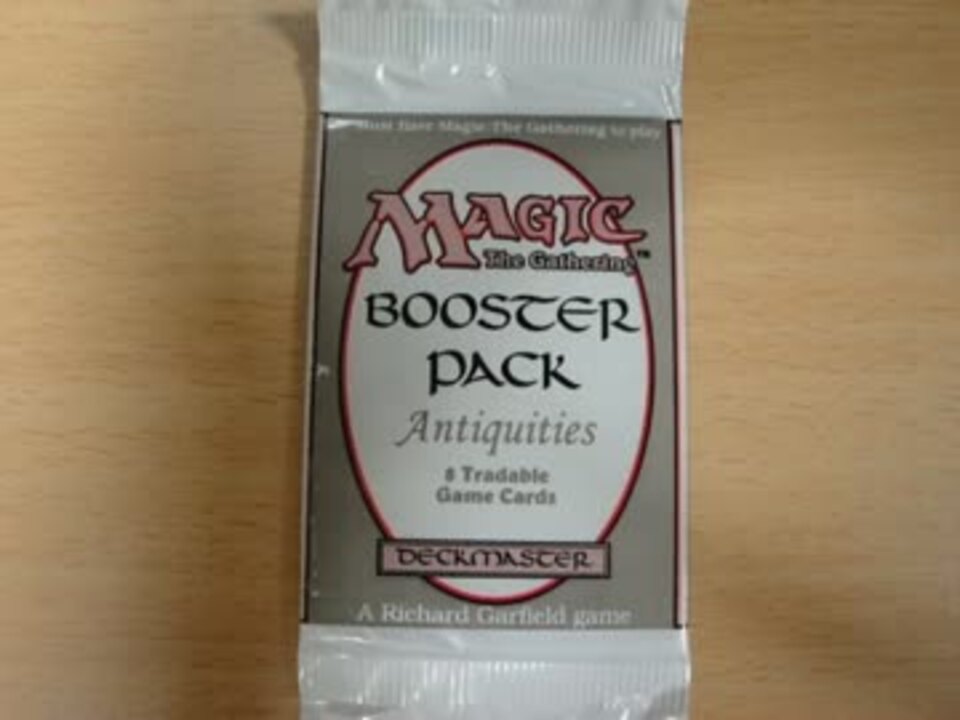 Must Have Magic: The Gathering to play
MAGIC
The Gathering™
BOOSTER
PACK
Antiquities
8 Tradable
Game Cards
DECKMASTER
A Richard Garfield game